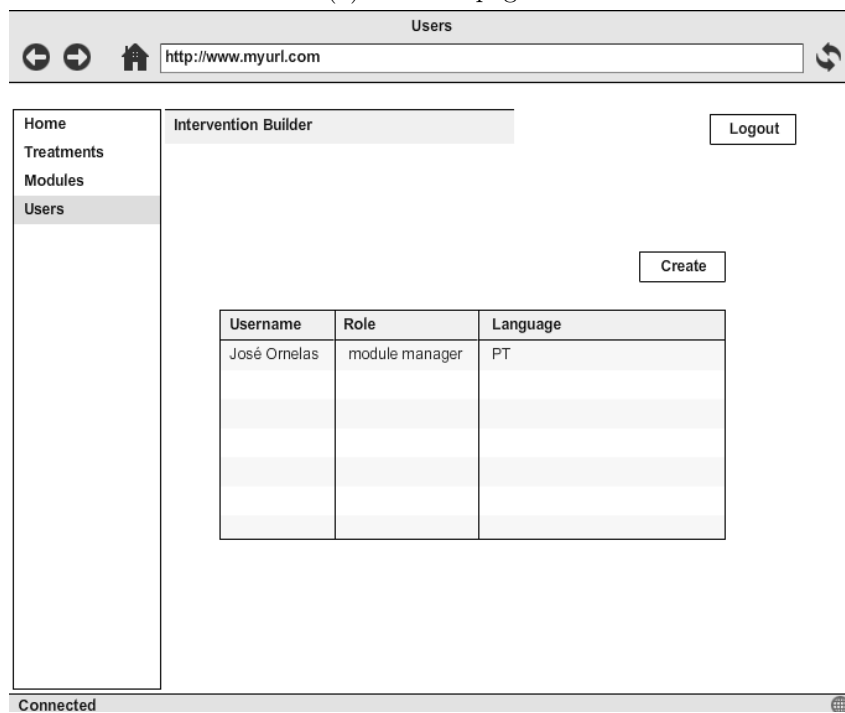 Users
http://www.myurl.com
Home
Treatments
Modules
Users
Intervention Builder
Logout
Create
Username Role Language
José Ornelas module manager PT
Connected